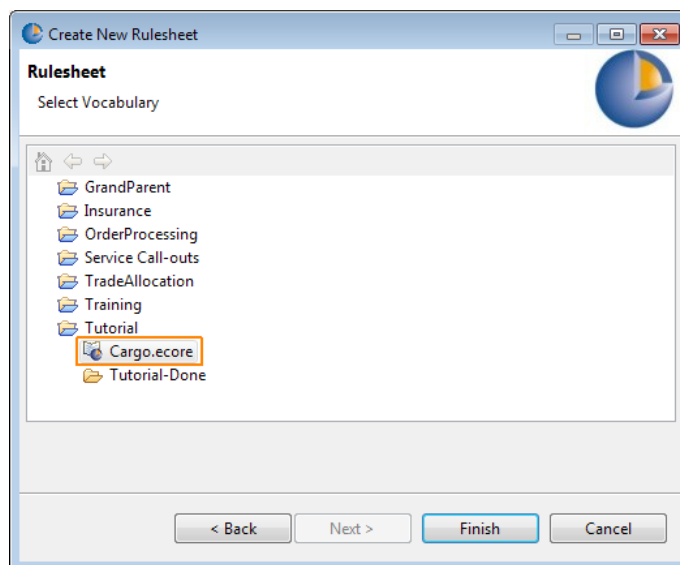 Create New Rulesheet
Rulesheet
Select Vocabulary
GrandParent
Insurance
OrderProcessing
Service Call-outs
TradeAllocation
Training
Tutorial
Cargo.ecore
Tutorial-Done
< Back Next > Finish Cancel